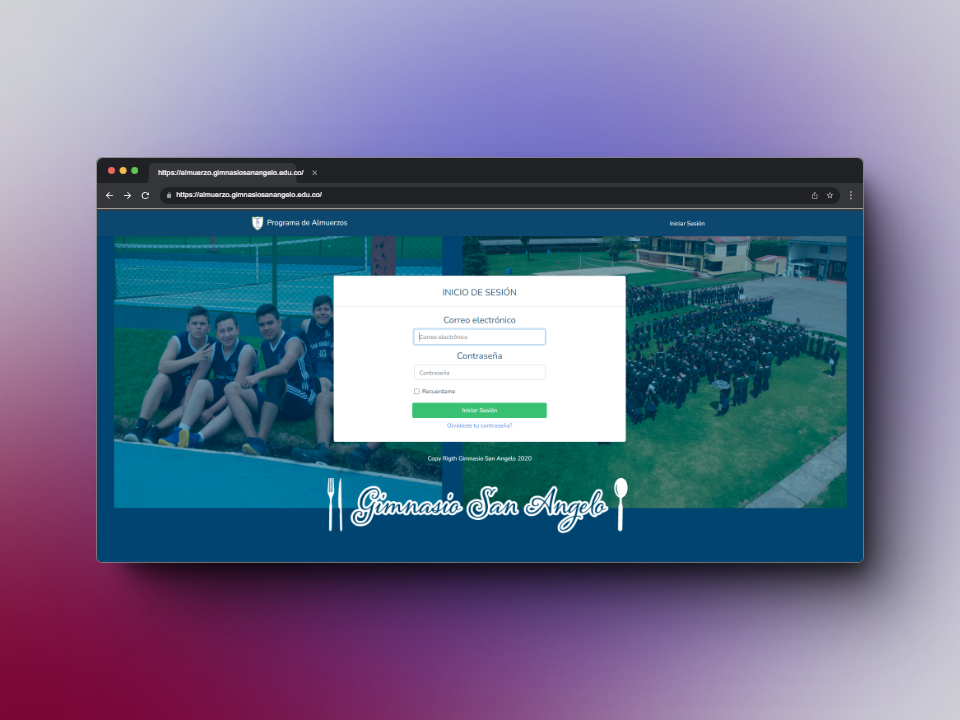 https://almuerzo.gimnasiosanangelo.edu.co/
https://almuerzo.gimnasiosanangelo.edu.co/
Programa de Almuerzos
Iniciar Sesión
INICIO DE SESIÓN
Correo electrónico
Correo electrónico
Contraseña
Contraseña
Recuerdame
Iniciar Sesión
Olvidaste tu contraseña?
Copy Rigth Gimnasio San Angelo 2020
Gimnasio San Angelo